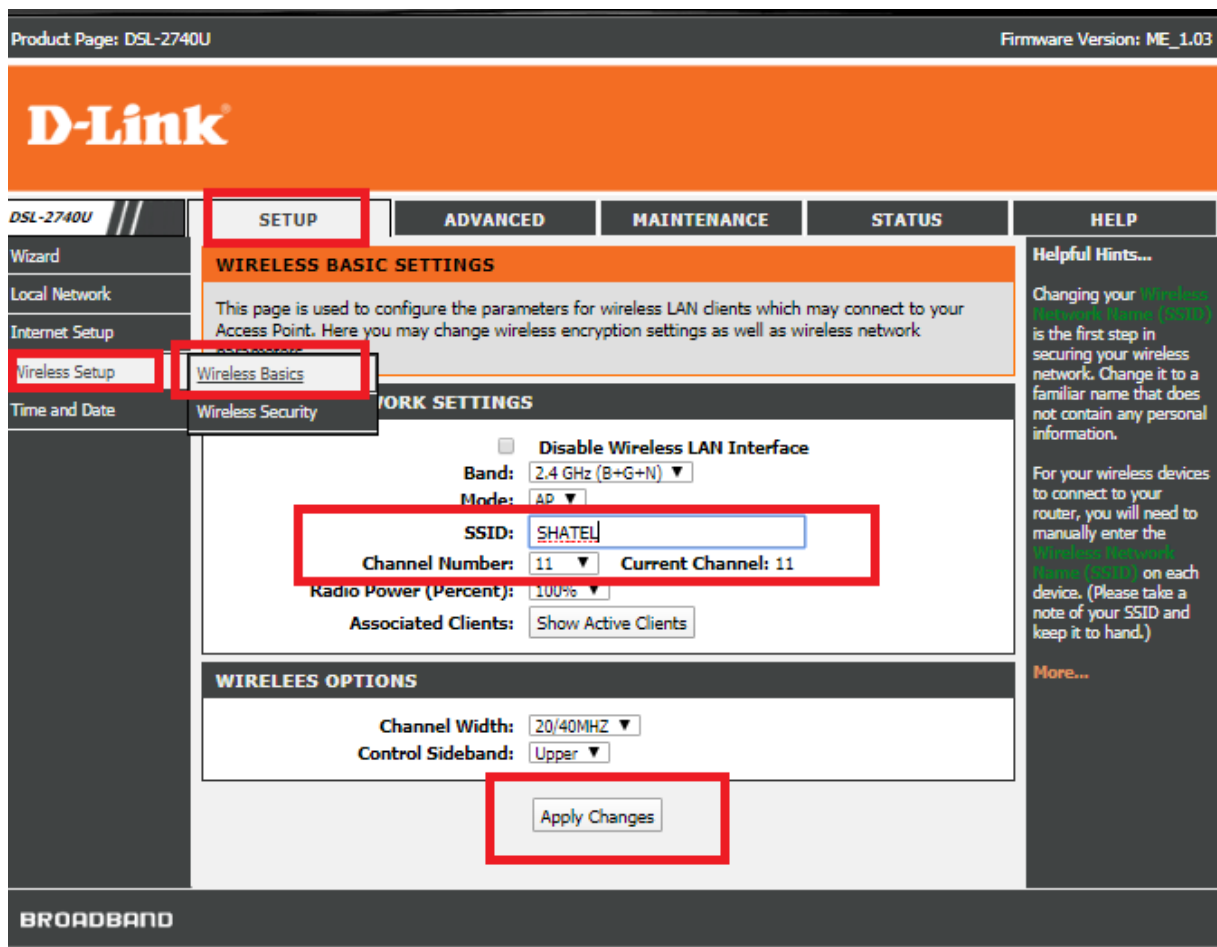 Product Page: DSL-2740U
Firmware Version: ME_1.03
D-Link
DSL-2740U
SETUP
ADVANCED
MAINTENANCE
STATUS
HELP
Wizard
Local Network
Internet Setup
Wireless Setup
Time and Date
Wireless Basics
Wireless Security
WIRELESS BASIC SETTINGS
This page is used to configure the parameters for wireless LAN clients which may connect to your
Access Point. Here you may change wireless encryption settings as well as wireless network
parameters.
ORK SETTINGS
Disable Wireless LAN Interface
Band: 2.4 GHz (B+G+N)
Mode: AP
SSID: SHATEL
Channel Number: 11 Current Channel: 11
Radio Power (Percent): 100%
Associated Clients: Show Active Clients
WIRELEES OPTIONS
Channel Width: 20/40MHZ
Control Sideband: Upper
Apply Changes
Helpful Hints...
Changing your Wireless
Network Name (SSID)
is the first step in
securing your wireless
network. Change it to a
familiar name that does
not contain any personal
information.
For your wireless devices
to connect to your
router, you will need to
manually enter the
Wireless Network
Name (SSID) on each
device. (Please take a
note of your SSID and
keep it to hand.)
More...
BROADBAND